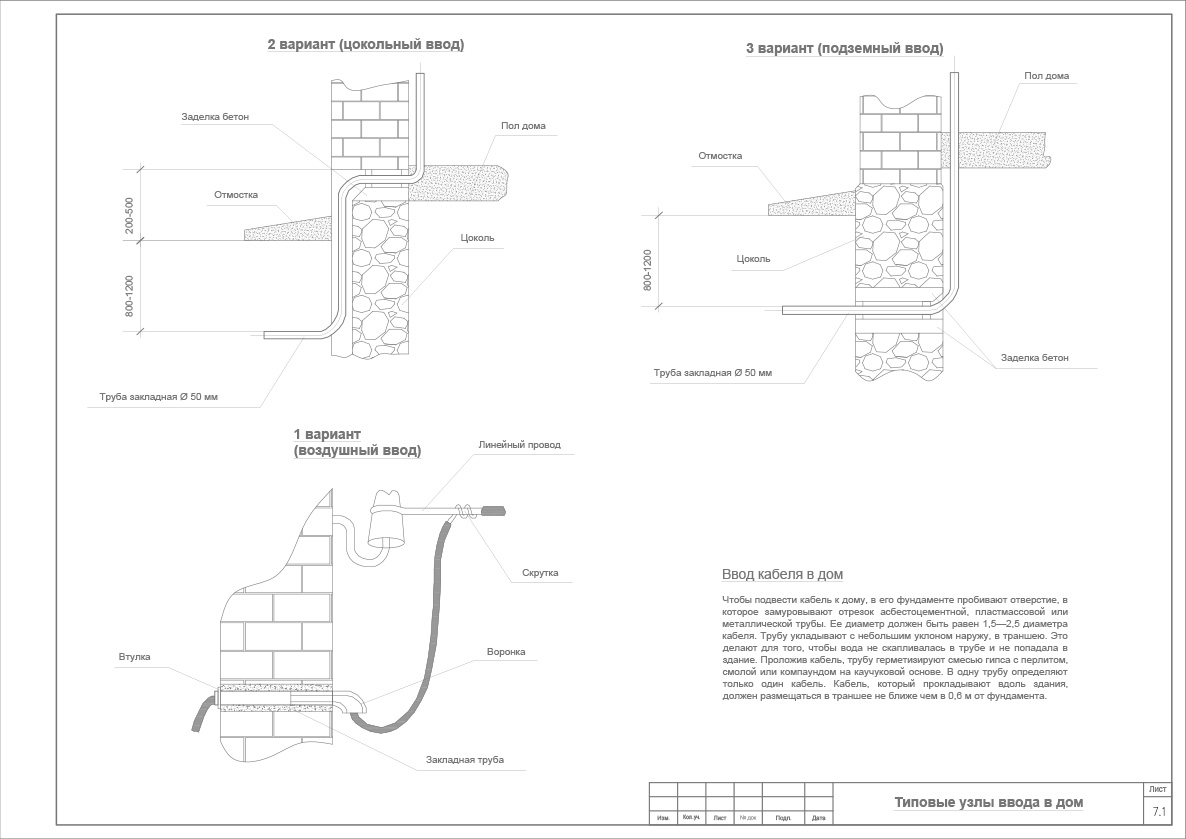 2 вариант (цокольный ввод)
Заделка бетон
Пол дома
Отмостка
200-500
Цоколь
800-1200
Труба закладная Ø 50 мм
3 вариант (подземный ввод)
Пол дома
Отмостка
Цоколь
800-1200
Заделка бетон
Труба закладная Ø 50 мм
1 вариант
(воздушный ввод)
Линейный провод
Скрутка
Втулка
Воронка
Закладная труба
Ввод кабеля в дом
Чтобы подвести кабель к дому, в его фундаменте пробивают отверстие, в
которое замуровывают отрезок асбестоцементной, пластмассовой или
металлической трубы. Ее диаметр должен быть равен 1,5—2,5 диаметра
кабеля. Трубу укладывают с небольшим уклоном наружу, в траншею. Это
делают для того, чтобы вода не скапливалась в трубе и не попадала в
здание. Проложив кабель, трубу герметизируют смесью гипса с перлитом,
смолой или компаундом на каучуковой основе. В одну трубу определяют
только один кабель. Кабель, который прокладывают вдоль здания,
должен размещаться в траншее не ближе чем в 0,6 м от фундамента.
Изм. Кол.уч. Лист № док Подп. Дата
Типовые узлы ввода в дом
Лист
7.1